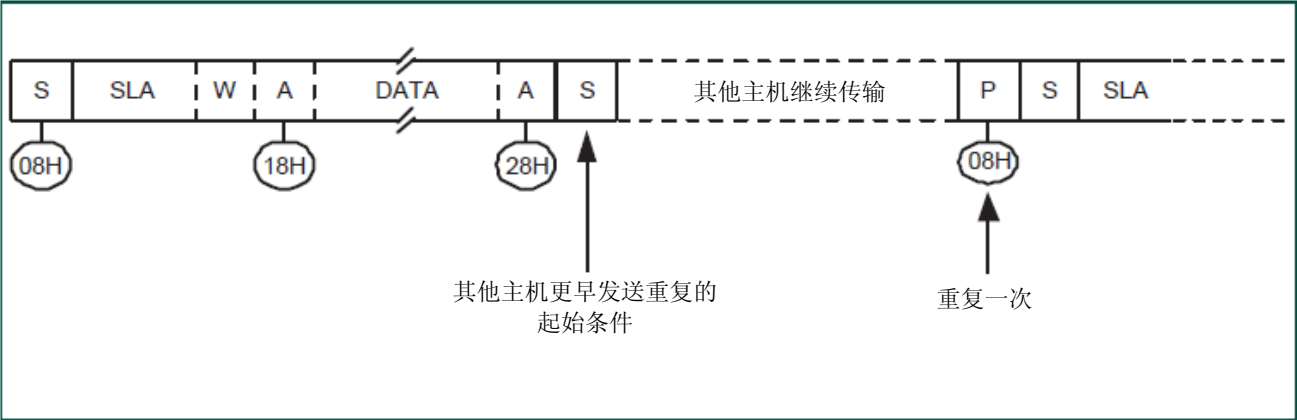 S SLA W A DATA A S 其他主机继续传输 P S SLA
08H 18H 28H 08H
其他主机更早发送重复的
起始条件
重复一次